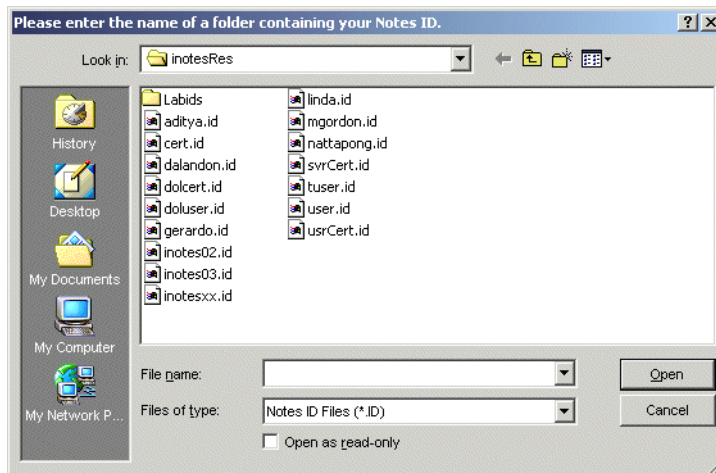 Please enter the name of a folder containing your Notes ID.
Look in:
inotesRes
History
Desktop
My Documents
My Computer
My Network P...
Labids
aditya.id
cert.id
dalandon.id
dolcert.id
doluser.id
gerardo.id
inotes02.id
inotes03.id
inotesxx.id
linda.id
mgordon.id
nattapong.id
svrCert.id
tuser.id
user.id
usrCert.id
File name:
Open
Files of type:
Notes ID Files (*.ID)
Cancel
Open as read-only